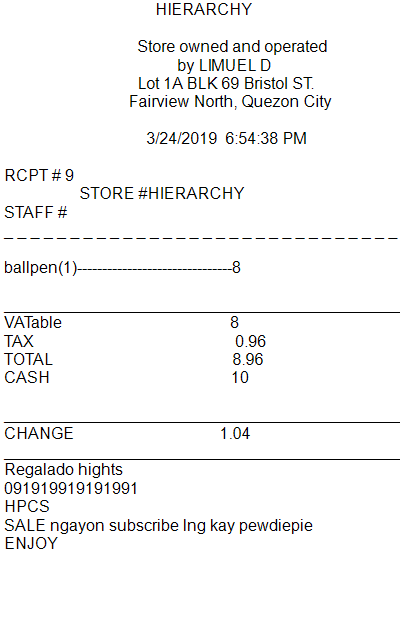 HIERARCHY
Store owned and operated
by LIMUEL D
Lot 1A BLK 69 Bristol ST.
Fairview North, Quezon City
3/24/2019 6:54:38 PM
RCPT # 9
STORE #HIERARCHY
STAFF #
ballpen(1)-------------------------------8
VATable 8
TAX 0.96
TOTAL 8.96
CASH 10
CHANGE 1.04
Regalado hights
091919919191991
HPCS
SALE ngayon subscribe lng kay pewdiepie
ENJOY